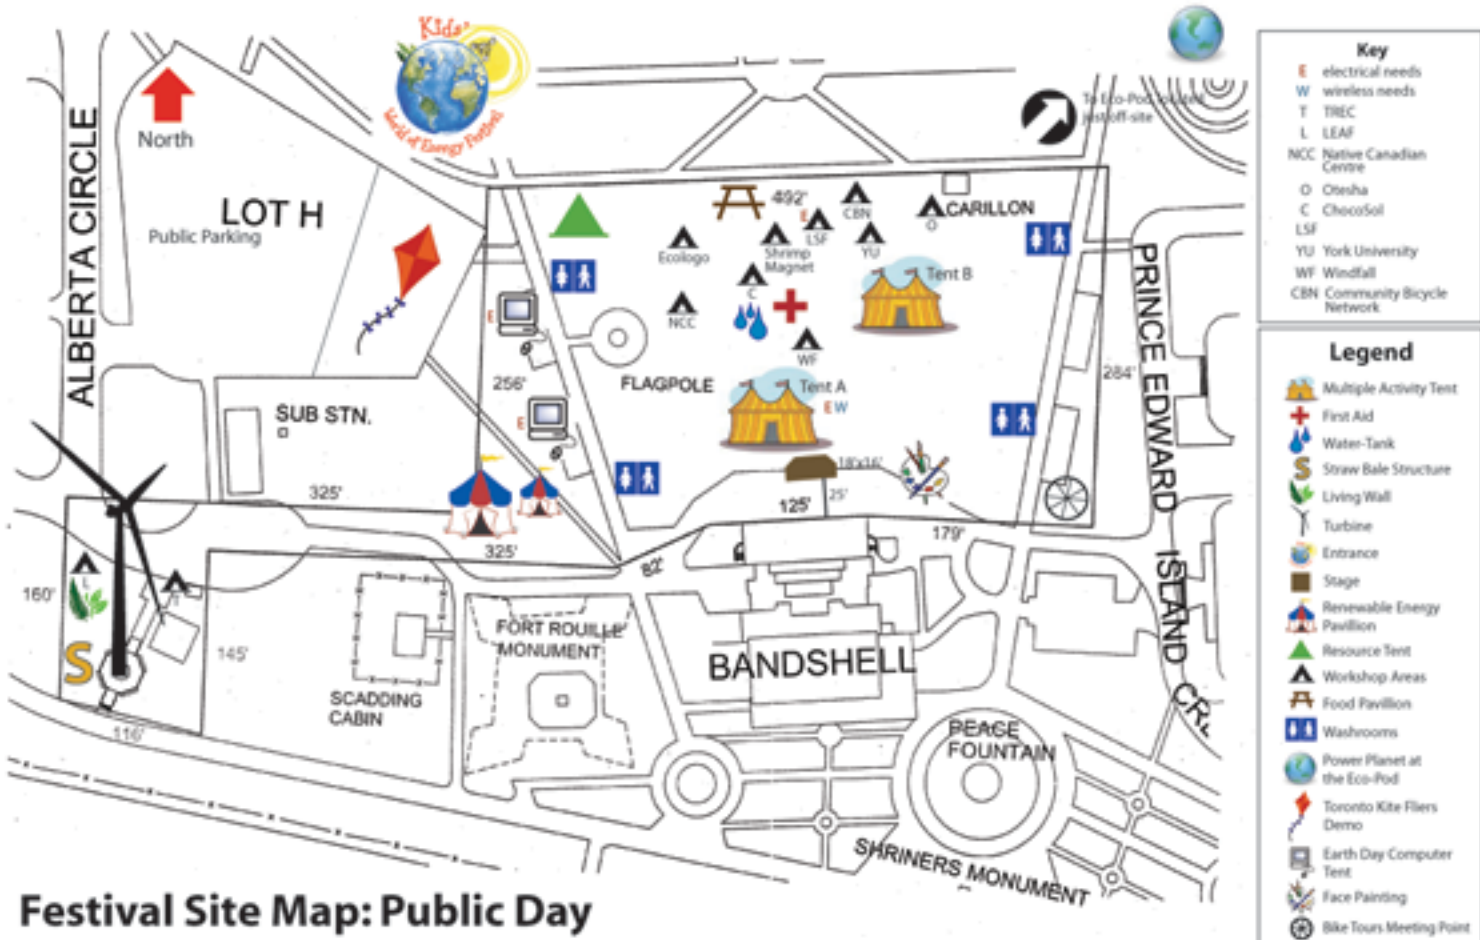 Kids'
World of Energy Festival
North
ALBERTA CIRCLE
LOT H
Public Parking
To Eco-Pod, located
just off-site
492'
CARILLON
E
LSF
CBN
O
YU
Ecologo
Shrimp
Magnet
C
NCC
WF
Tent B
E
256'
E
FLAGPOLE
Tent A
E W
284'
PRINCE EDWARD ISLAND CRE
SUB STN.
325'
325'
18'x16'
25'
125'
179'
82'
160'
L
T
S
145'
116'
SCADDING
CABIN
FORT ROUILLE
MONUMENT
BANDSHELL
PEACE
FOUNTAIN
SHRINERS MONUMENT
Festival Site Map: Public Day
Key
E electrical needs
W wireless needs
T TREC
L LEAF
NCC Native Canadian
Centre
O Otesha
C ChocoSol
LSF
YU York University
WF Windfall
CBN Community Bicycle
Network
Legend
Multiple Activity Tent
First Aid
Water-Tank
S Straw Bale Structure
Living Wall
Turbine
Entrance
Stage
Renewable Energy
Pavillion
Resource Tent
Workshop Areas
Food Pavillion
Washrooms
Power Planet at
the Eco-Pod
Toronto Kite Fliers
Demo
Earth Day Computer
Tent
Face Painting
Bike Tours Meeting Point